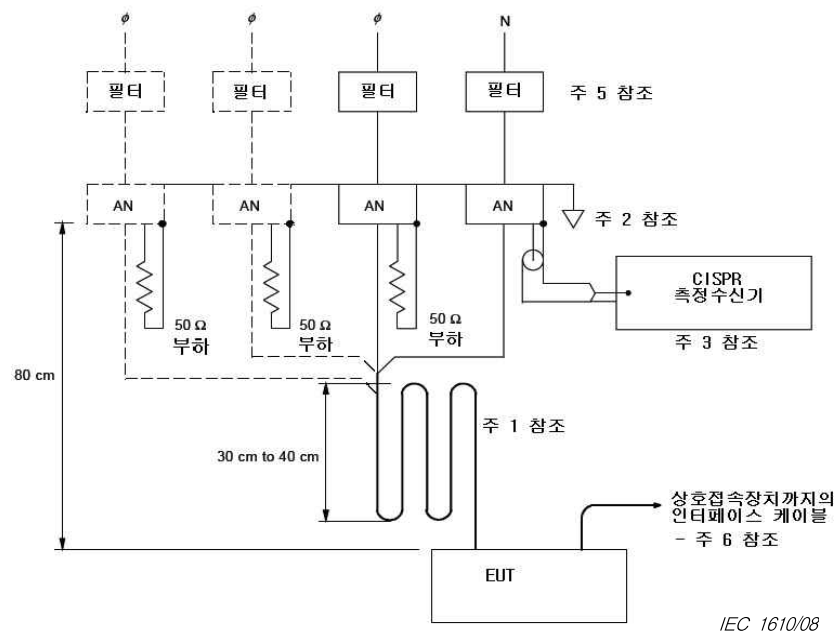 ø ø ø N
필터 필터 필터 필터 주 5 참조
AN AN AN AN 주 2 참조
CISPR
측정수신기
50 Ω
부하
50 Ω
부하
50 Ω
부하
주 3 참조
80 cm
30 cm to 40 cm
주 1 참조
상호접속장치까지의
인터페이스 케이블
- 주 6 참조
EUT
IEC 1610/08